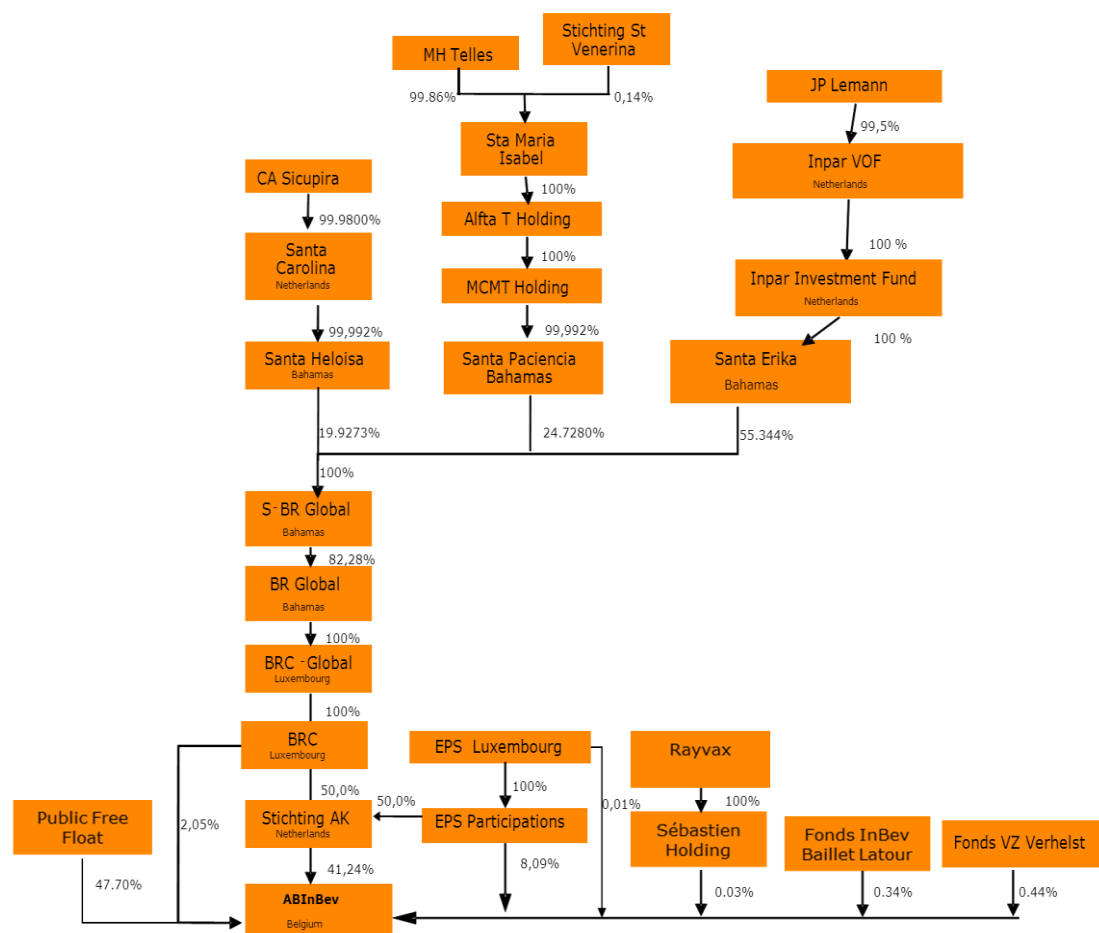 Stichting St
Venerina
MH Telles
99.86%
0,14%
JP Lemann
99,5%
Sta Maria
Isabel
100%
Inpar VOF
Netherlands
CA Sicupira
99.9800%
Alfta T Holding
100%
100 %
Santa
Carolina
Netherlands
MCMT Holding
Inpar Investment Fund
Netherlands
99,992%
99,992%
100 %
Santa Heloisa
Bahamas
Santa Paciencia
Bahamas
Santa Erika
Bahamas
19.9273%
24.7280%
55.344%
100%
S-BR Global
Bahamas
82,28%
BR Global
Bahamas
100%
BRC -Global
Luxembourg
100%
BRC
Luxembourg
EPS Luxembourg
Rayvax
50,0%
50,0%
100%
0,01%
100%
2,05%
Public Free
Float
Stichting AK
Netherlands
EPS Participations
Sébastien
Holding
Fonds InBev
Baillet Latour
Fonds VZ Verhelst
47.70%
41,24%
8,09%
0.03%
0.34%
0.44%
ABInBev
Belgium